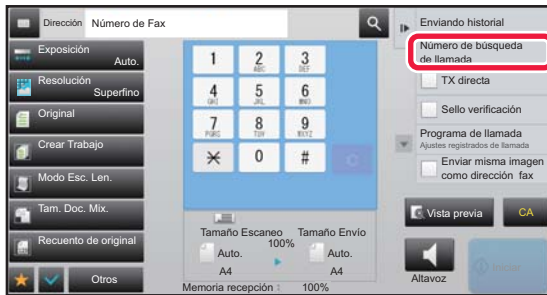 Dirección Número de Fax
Enviando historial
Número de búsqueda
de llamada
TX directa
Sello verificación
Programa de llamada
Ajustes registrados de llamada
Enviar misma imagen
como dirección fax
Exposición
Auto.
Resolución
Superfino
Original
Crear Trabajo
Modo Esc. Len.
Tam. Doc. Mix.
Recuento de original
Otros
1 2 3
ABC DEF
4 5 6
GHI JKL MNO
7 8 9
PQRS TUV WXYZ
0 #
Tamaño Escaneo Tamaño Envío
100%
Auto. Auto.
A4 A4
Memoria recepción : 100%
Vista previa CA
Altavoz
Iniciar